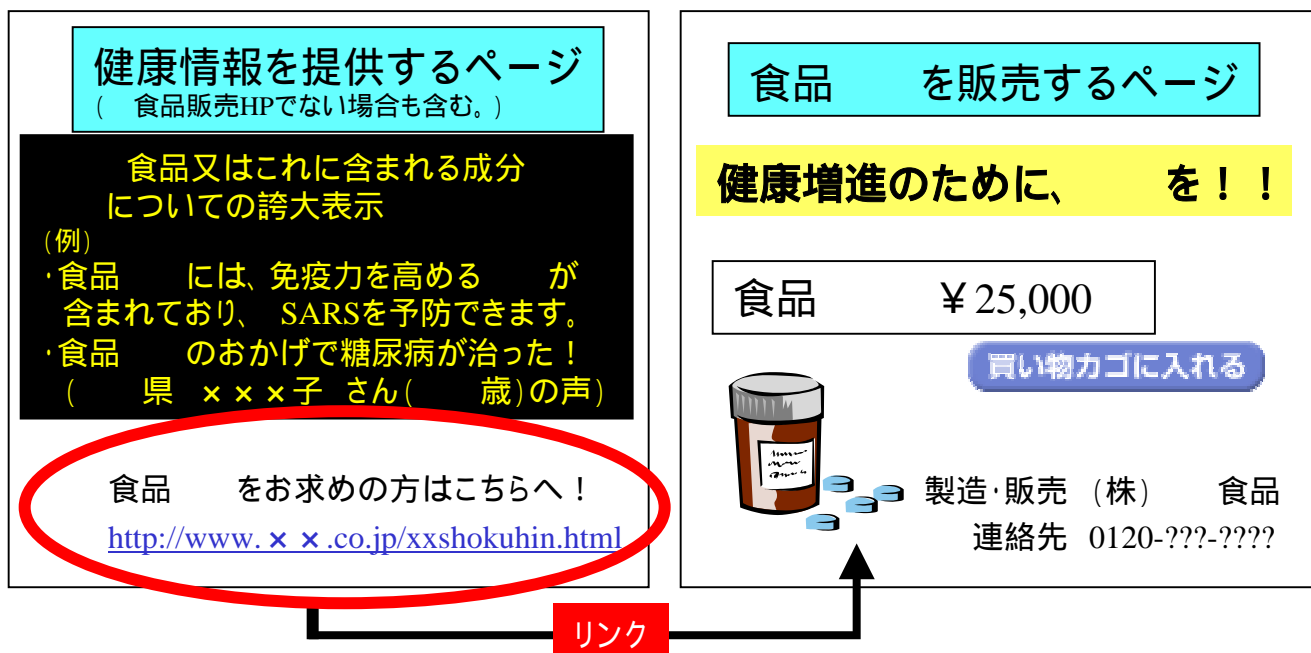 健康情報を提供するページ
( 食品販売HPでない場合も含む。)
食品又はこれに含まれる成分
についての誇大表示
(例)
・食品 には、免疫力を高める が
含まれており、 SARSを予防できます。
・食品 のおかげで糖尿病が治った!
( 県 ×××子 さん( 歳)の声)
食品 をお求めの方はこちらへ!
http://www.××.co.jp/xxshokuhin.html
食品 を販売するページ
健康増進のために、 を!!
食品 ¥25,000
買い物カゴに入れる
製造・販売 (株) 食品
連絡先 0120-???-????
リンク